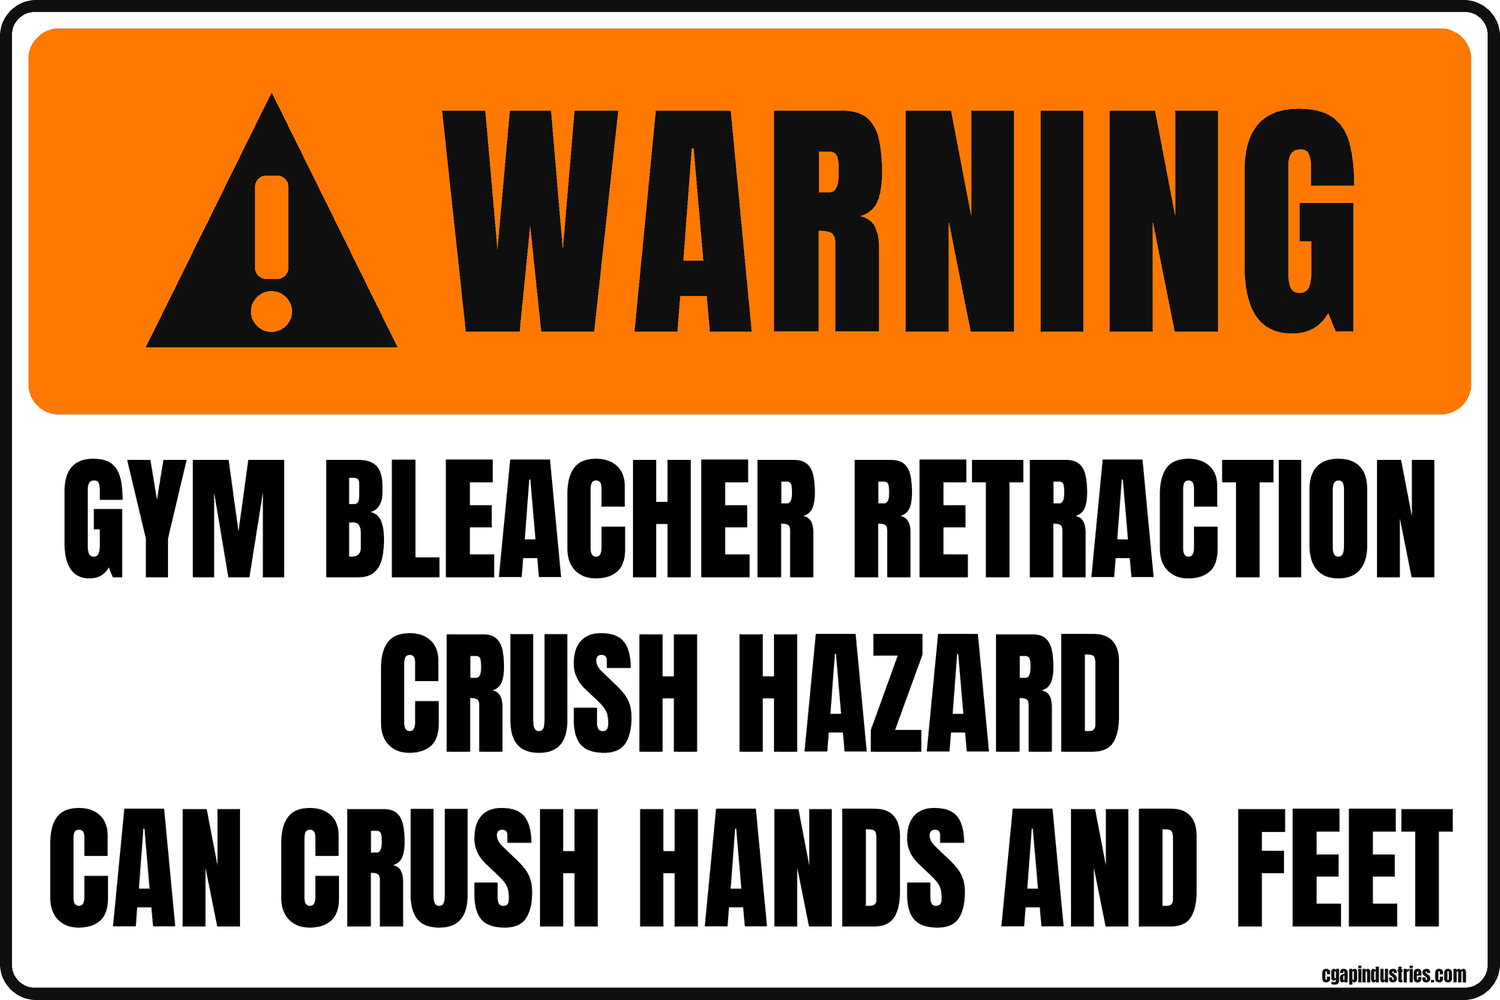 WARNING
GYM BLEACHER RETRACTION
CRUSH HAZARD
CAN CRUSH HANDS AND FEET
cgapindustries.com